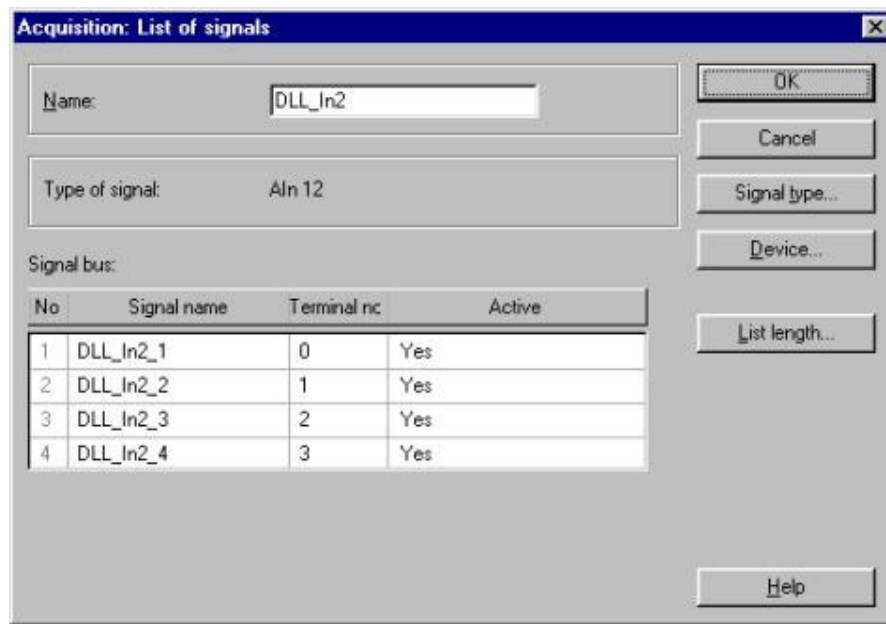 Acquisition: List of signals
Name: DLL_In2
OK
Cancel
Type of signal: AIn 12
Signal type...
Device...
Signal bus:
No Signal name Terminal nc Active
List length...
1 DLL_In2_1 0 Yes
2 DLL_In2_2 1 Yes
3 DLL_In2_3 2 Yes
4 DLL_In2_4 3 Yes
Help